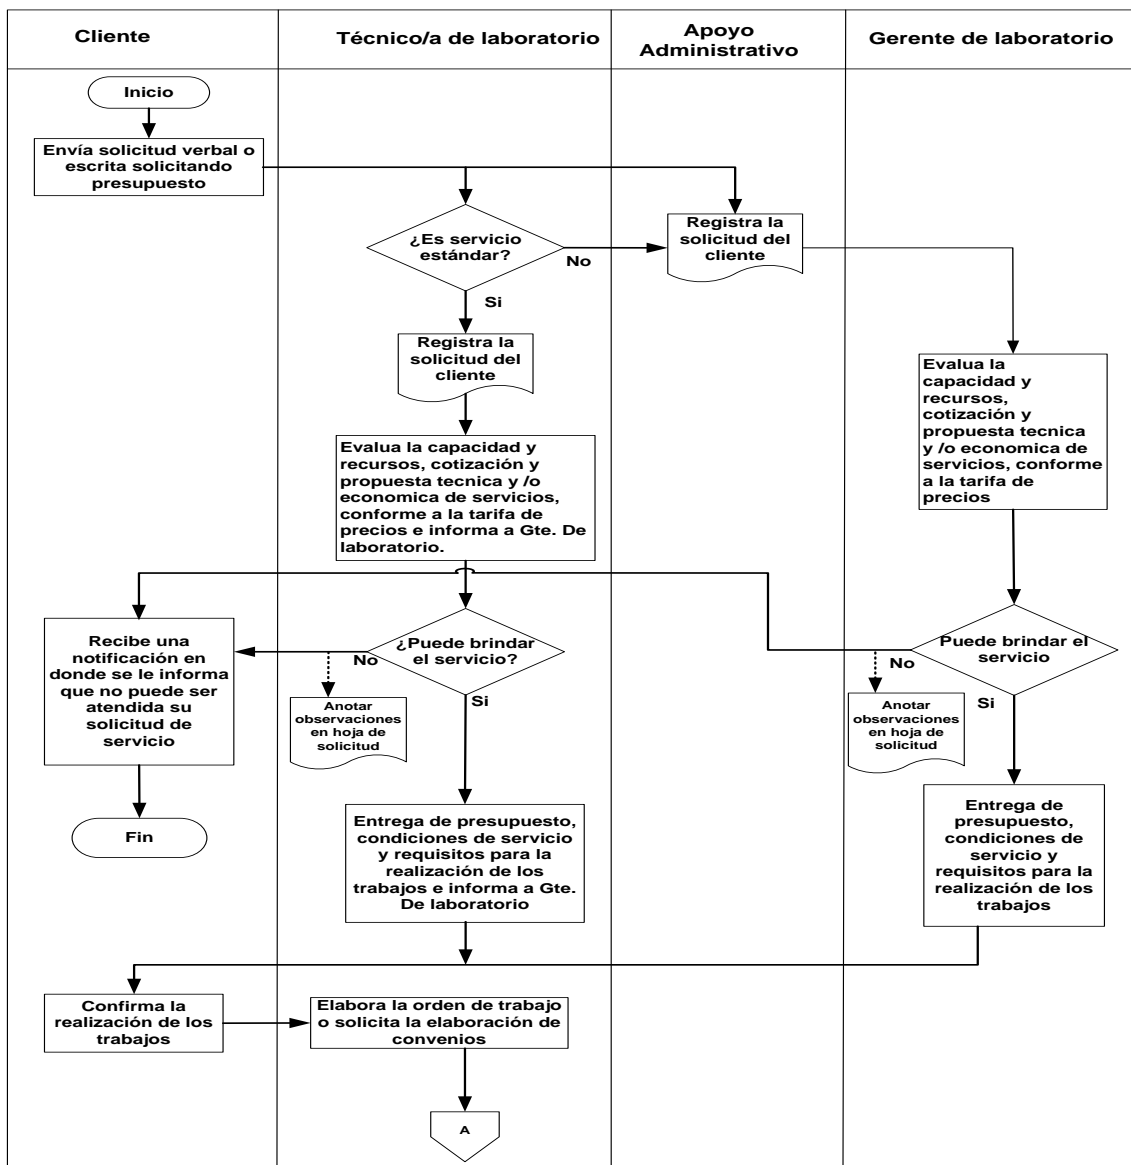 Cliente
Técnico/a de laboratorio
Apoyo
Administrativo
Gerente de laboratorio
Inicio
Envía solicitud verbal o
escrita solicitando
presupuesto
¿Es servicio
estándar?
No
Si
Registra la
solicitud del
cliente
Registra la
solicitud del
cliente
Evalua la capacidad y
recursos, cotización y
propuesta tecnica y /o
economica de servicios,
conforme a la tarifa de
precios e informa a Gte. De
laboratorio.
Evalua la
capacidad y
recursos,
cotización y
propuesta tecnica
y /o economica de
servicios, conforme
a la tarifa de
precios
Recibe una
notificación en
donde se le informa
que no puede ser
atendida su
solicitud de
servicio
¿Puede brindar
el servicio?
No
Si
Anotar
observaciones
en hoja de
solicitud
Puede brindar el
servicio
No
Si
Anotar
observaciones
en hoja de
solicitud
Fin
Entrega de presupuesto,
condiciones de servicio
y requisitos para la
realización de los
trabajos e informa a Gte.
De laboratorio
Entrega de
presupuesto,
condiciones de
servicio y
requisitos para la
realización de los
trabajos
Confirma la
realización de los
trabajos
Elabora la orden de trabajo
o solicita la elaboración de
convenios
A